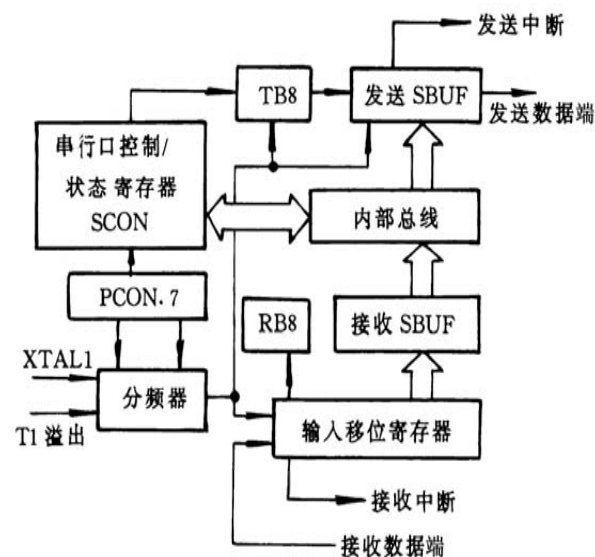 发送中断
TB8
发送 SBUF
发送数据端
串行口控制/
状态寄存器
SCON
内部总线
PCON.7
RB8
接收 SBUF
XTAL1
分频器
T1 溢出
输入移位寄存器
接收中断
接收数据端